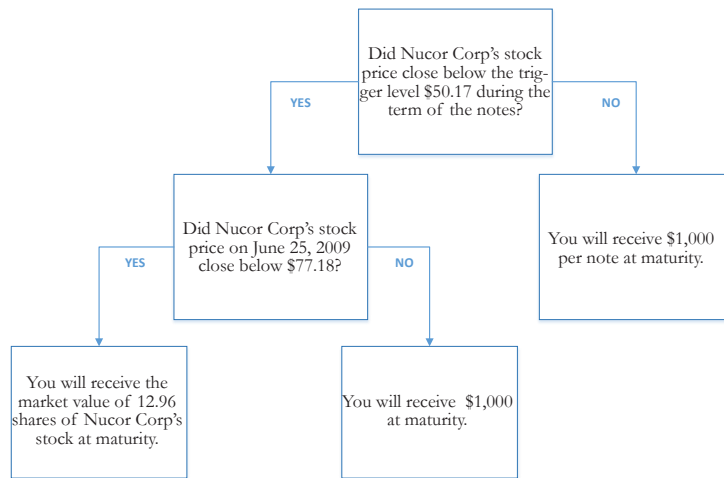 Did Nucor Corp's stock
price close below the trig-
ger level $50.17 during the
term of the notes?
YES
NO
Did Nucor Corp's stock
price on June 25, 2009
close below $77.18?
You will receive $1,000
per note at maturity.
YES
NO
You will receive the
market value of 12.96
shares of Nucor Corp's
stock at maturity.
You will receive $1,000
at maturity.